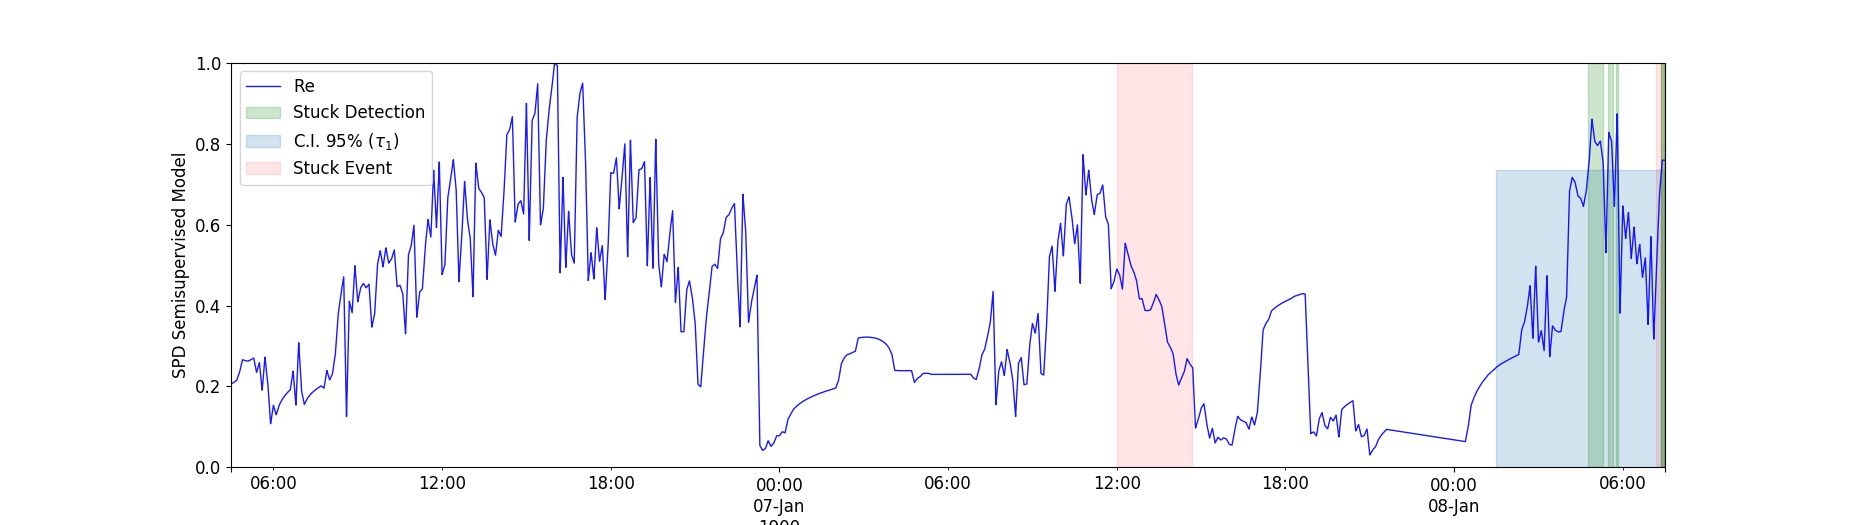 SPD Semisupervised Model
1.0
0.8
0.6
0.4
0.2
0.0
Re
Stuck Detection
C.I. 95% (τ₁)
Stuck Event
06:00 12:00 18:00 00:00 06:00 12:00 18:00 00:00 06:00
07-Jan 08-Jan
1900